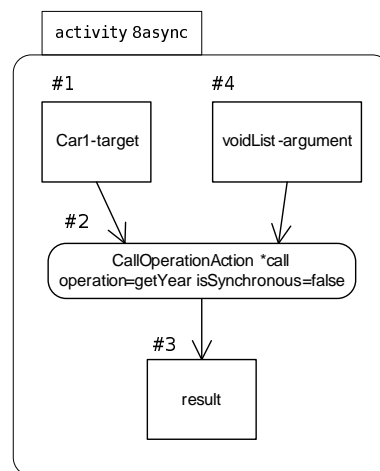 activity 8async
#1
#4
Car1-target
voidList-argument
#2
CallOperationAction *call
operation=getYear isSynchronous=false
#3
result